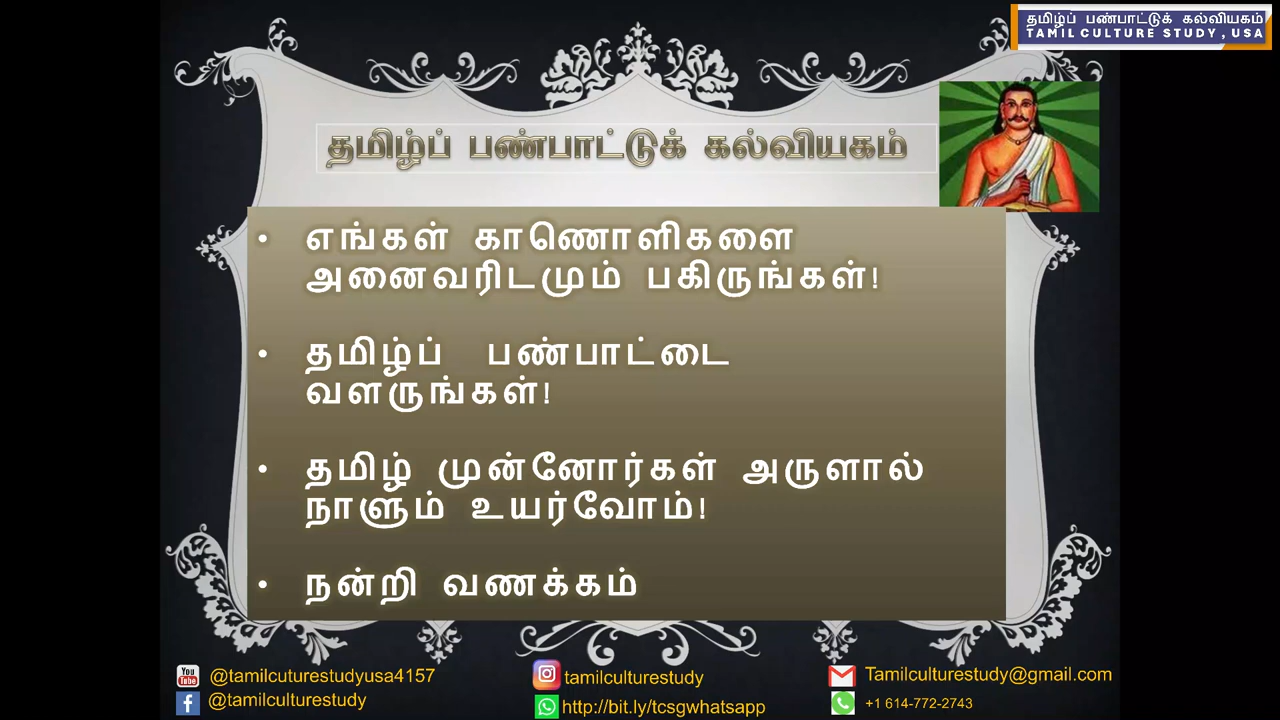 தமிழ்ப் பண்பாட்டுக் கல்வியகம்
TAMIL CULTURE STUDY, USA
தமிழ்ப் பண்பாட்டுக் கல்வியகம்
• எங்கள் காணொளிகளை
அனைவரிடமும் பகிருங்கள்!
• தமிழ்ப் பண்பாட்டை
வளருங்கள்!
• தமிழ் முன்னோர்கள் அருளால்
நாளும் உயர்வோம்!
• நன்றி வணக்கம்
You Tube @tamilcuturestudyusa4157
@tamilculturestudy
tamilculturestudy
http://bit.ly/tcsgwhatsapp
Tamilculturestudy@gmail.com
+1 614-772-2743